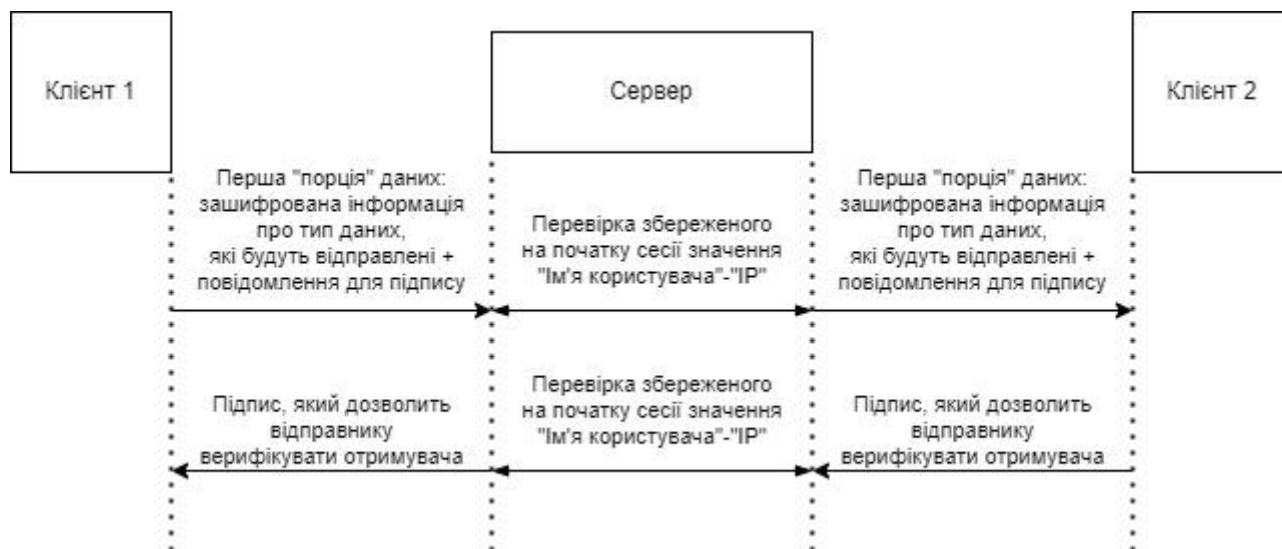 Клієнт 1
Сервер
Клієнт 2
Перша "порція" даних:
зашифрована інформація
про тип даних,
які будуть відправлені +
повідомлення для підпису
Перевірка збереженого
на початку сесії значення
"Ім'я користувача"-"IP"
Перша "порція" даних:
зашифрована інформація
про тип даних,
які будуть відправлені +
повідомлення для підпису
Підпис, який дозволить
відправнику
верифікувати отримувача
Перевірка збереженого
на початку сесії значення
"Ім'я користувача"-"IP"
Підпис, який дозволить
відправнику
верифікувати отримувача